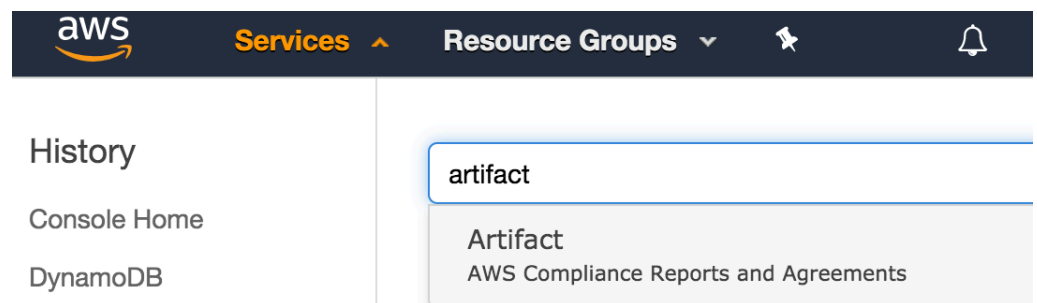 aws
Services
Resource Groups
History
Console Home
DynamoDB
artifact
Artifact
AWS Compliance Reports and Agreements